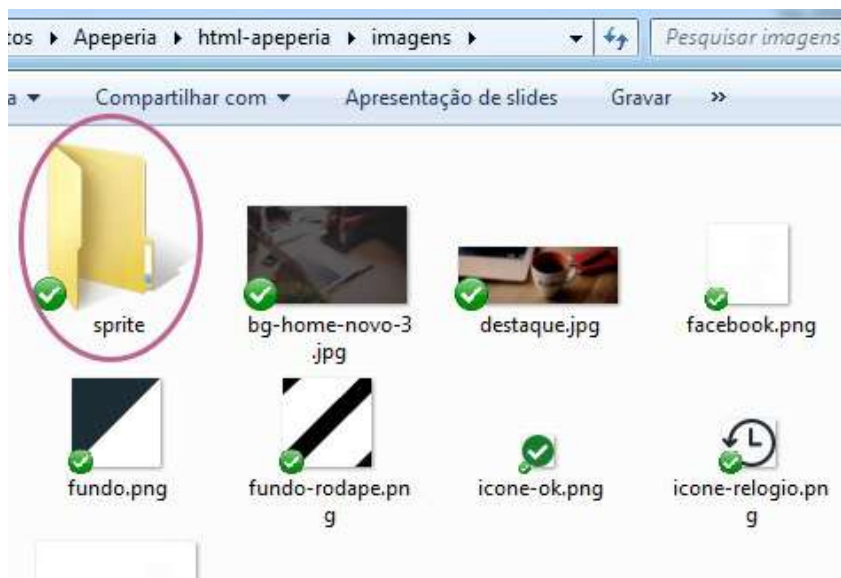 tos ▸ Apeperia ▸ html-apeperia ▸ imagens ▸ Pesquisar imagens
a Compartilhar com Apresentação de slides Gravar »
sprite
bg-home-novo-3
.jpg
destaque.jpg
facebook.png
fundo.png
fundo-rodape.pn
g
icone-ok.png
icone-relogio.pn
g